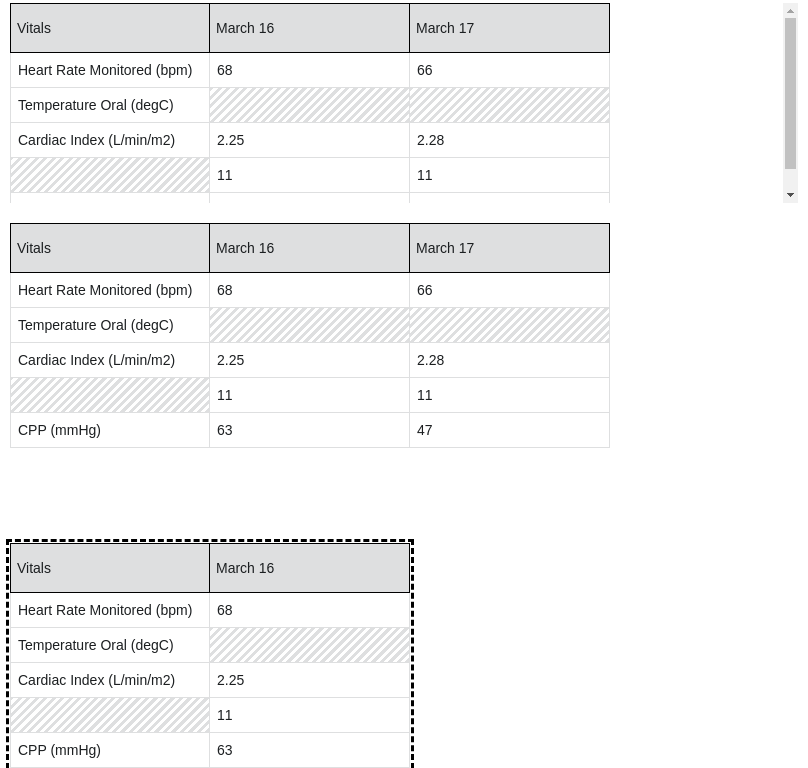 Vitals March 16 March 17
Heart Rate Monitored (bpm) 68 66
Temperature Oral (degC)
Cardiac Index (L/min/m2) 2.25 2.28
11 11
Vitals March 16 March 17
Heart Rate Monitored (bpm) 68 66
Temperature Oral (degC)
Cardiac Index (L/min/m2) 2.25 2.28
11 11
CPP (mmHg) 63 47
Vitals March 16
Heart Rate Monitored (bpm) 68
Temperature Oral (degC)
Cardiac Index (L/min/m2) 2.25
11
CPP (mmHg) 63